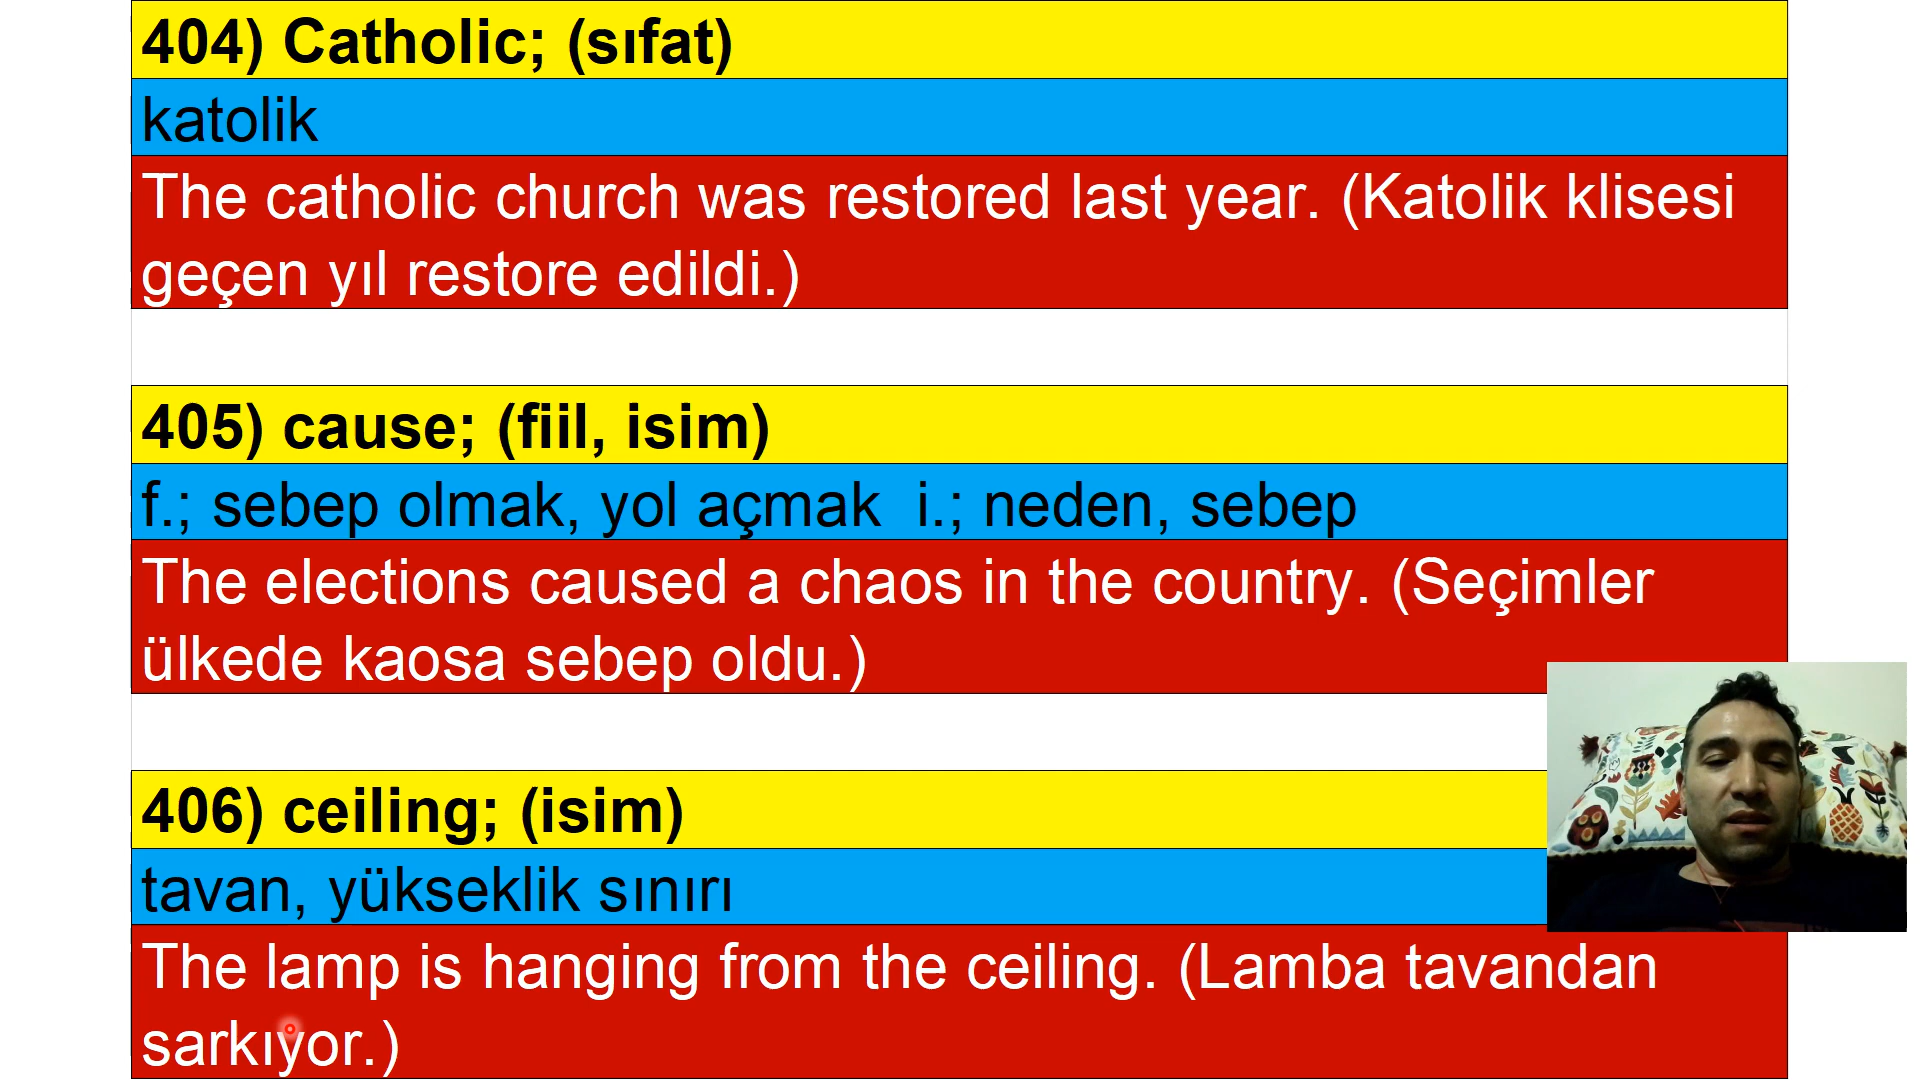 404) Catholic; (sıfat)
katolik
The catholic church was restored last year. (Katolik klisesi
geçen yıl restore edildi.)
405) cause; (fiil, isim)
f.; sebep olmak, yol açmak  i.; neden, sebep
The elections caused a chaos in the country. (Seçimler
ülkede kaosa sebep oldu.)
406) ceiling; (isim)
tavan, yükseklik sınırı
The lamp is hanging from the ceiling. (Lamba tavandan
sarkıyor.)